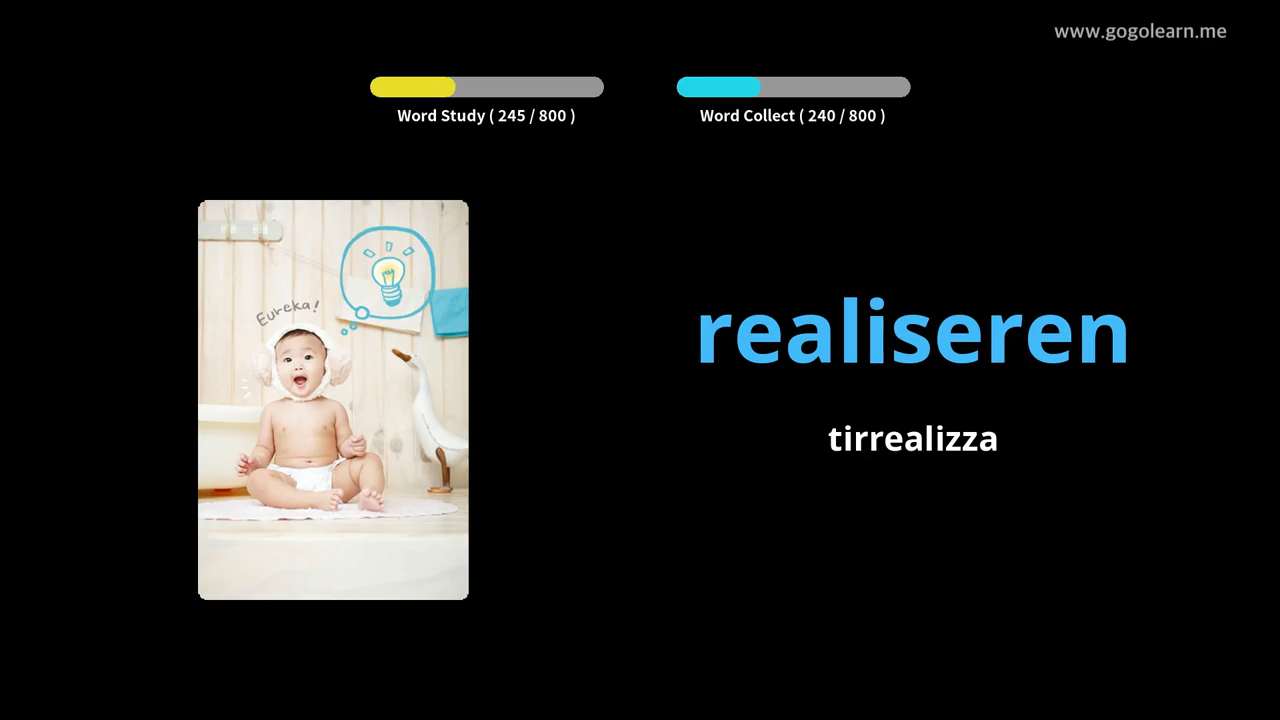 www.gogolearn.me
Word Study ( 245 / 800 )
Word Collect ( 240 / 800 )
Eureka!
realiseren
tirrealizza